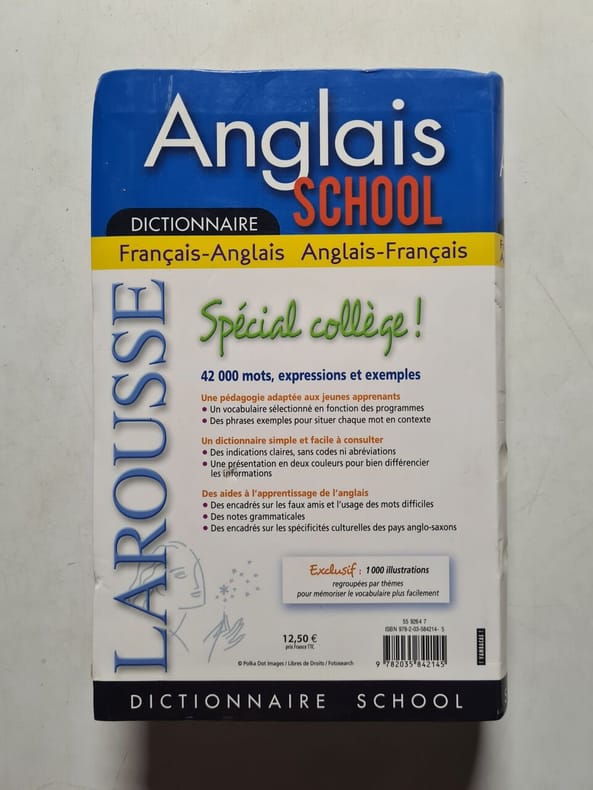 Anglais
SCHOOL
DICTIONNAIRE
Français-Anglais Anglais-Français
LAROUSSE
Spécial collège !
42 000 mots, expressions et exemples
Une pédagogie adaptée aux jeunes apprenants
• Un vocabulaire sélectionné en fonction des programmes
• Des phrases exemples pour situer chaque mot en contexte
Un dictionnaire simple et facile à consulter
• Des indications claires, sans codes ni abréviations
• Une présentation en deux couleurs pour bien différencier
les informations
Des aides à l'apprentissage de l'anglais
• Des encadrés sur les faux amis et l'usage des mots difficiles
• Des notes grammaticales
• Des encadrés sur les spécificités culturelles des pays anglo-saxons
Exclusif : 1 000 illustrations
regroupées par thèmes
pour mémoriser le vocabulaire plus facilement
12,50 €
prix France TTC
55 9264 7
ISBN 978-2-03-584214-5
9 782035 842145
© Polka Dot Images / Libres de Droits / Fotosearch
DICTIONNAIRE SCHOOL